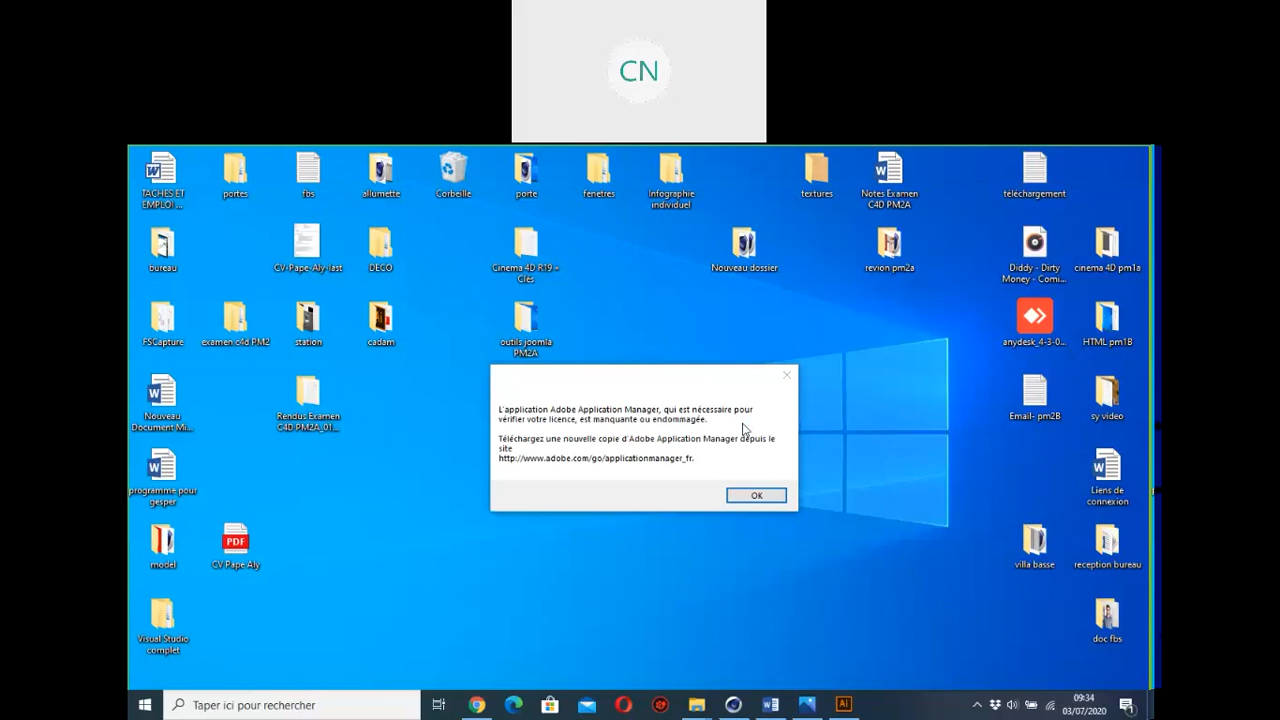 CN
TACHES ET
EMPLOI ...
portes
fbs
allumette
Corbeille
porte
fenetres
Infographie
individuel
textures
Notes Examen
C4D PM2A
téléchargement
bureau
CV-Pape-Aly-last
DECO
Cinema 4D R19 –
Clés
Nouveau dossier
revion pm2a
Diddy - Dirty
Money - Comi...
cinema 4D pm1a
FSCapture
examen c4d PM2
station
cadam
outils joomla
PM2A
anydesk_4-3-0...
HTML pm1B
Nouveau
Document Mi...
Rendus Examen
C4D PM2A_01...
L'application Adobe Application Manager, qui est nécessaire pour
vérifier votre licence, est manquante ou endommagée.
Téléchargez une nouvelle copie d'Adobe Application Manager depuis le
site
http://www.adobe.com/go/applicationmanager_fr.
OK
Email- pm2B
sy video
programme pour
gesper
Liens de
connexion
modèl
PDF
CV Pape Aly
villa basse
reception bureau
Visual Studio
complet
doc fbs
Taper ici pour rechercher
Ai
09:34
03/07/2020